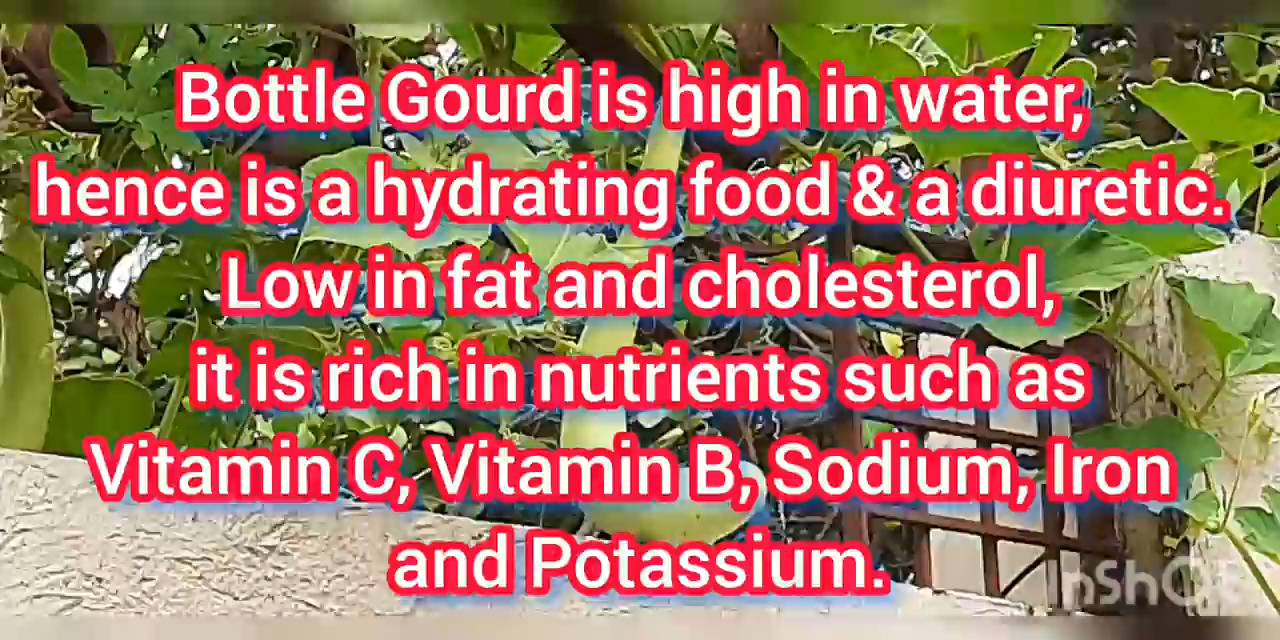 Bottle Gourd is high in water,
hence is a hydrating food & a diuretic.
Low in fat and cholesterol,
it is rich in nutrients such as
Vitamin C, Vitamin B, Sodium, Iron
and Potassium.
InShOt